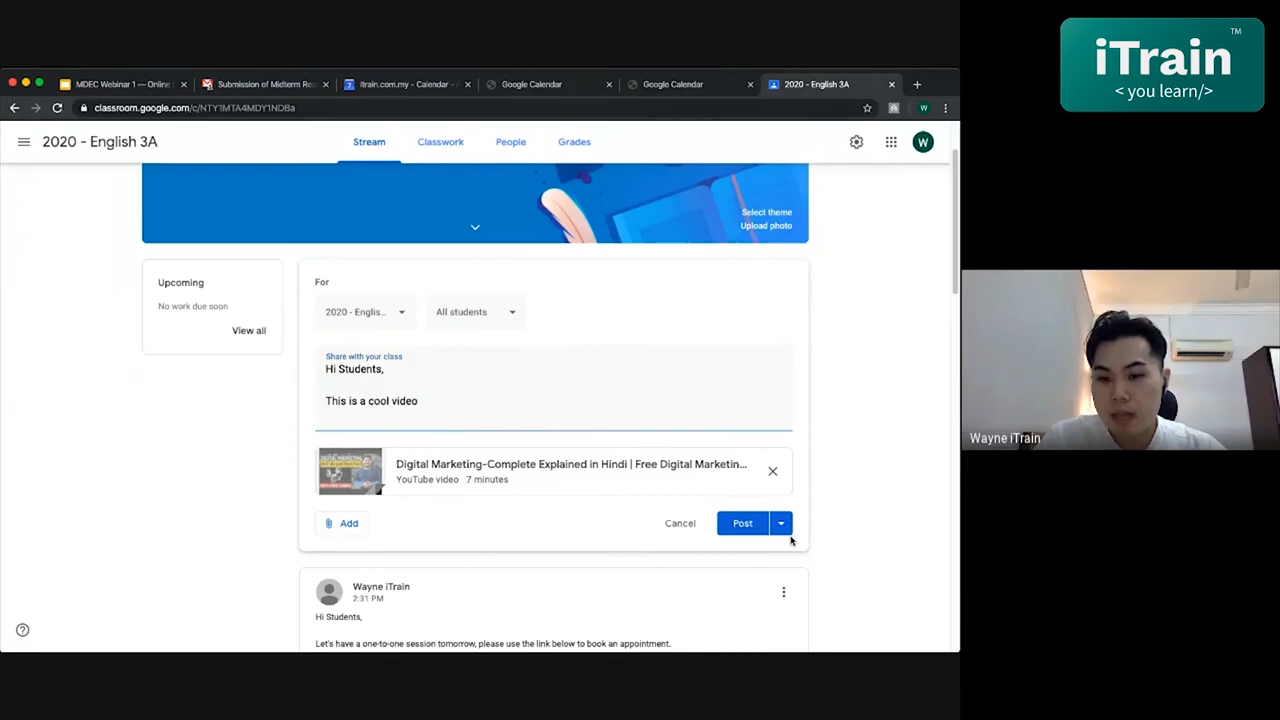 iTrain
TM
< you learn/>
MDEC Webinar 1 — Online
Submission of Midterm Re
itrain.com.my - Calendar -
Google Calendar
Google Calendar
2020 - English 3A
classroom.google.com/c/NTY1MTA4MDY1NDBa
W
2020 - English 3A
Stream
Classwork
People
Grades
W
Select theme
Upload photo
Upcoming
No work due soon
View all
For
2020 - Englis...
All students
Share with your class
Hi Students,
This is a cool video
Digital Marketing-Complete Explained in Hindi | Free Digital Marketin...
YouTube video 7 minutes
Add
Cancel
Post
Wayne iTrain
2:31 PM
Hi Students,
Let's have a one-to-one session tomorrow, please use the link below to book an appointment.
Wayne iTrain